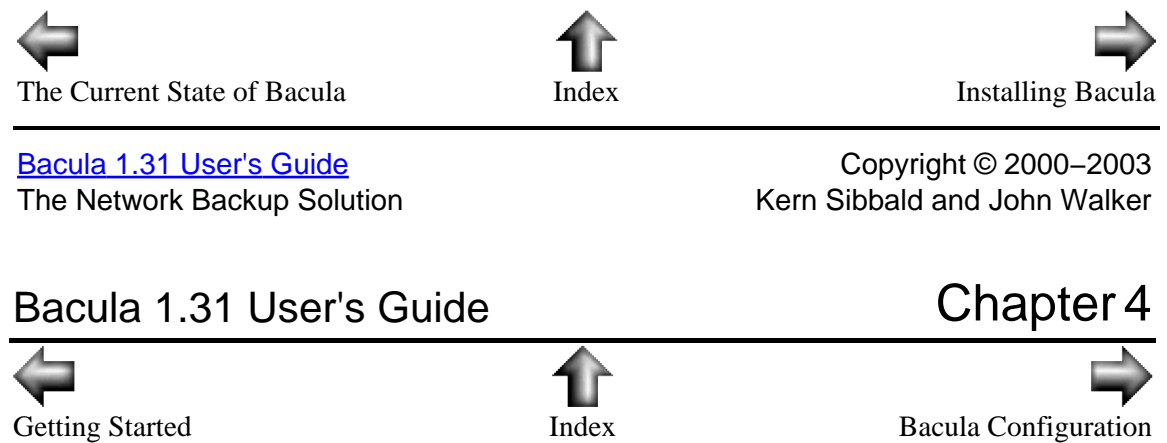 The Current State of Bacula Index Installing Bacula
Bacula 1.31 User's Guide Copyright © 2000−2003
The Network Backup Solution Kern Sibbald and John Walker
Bacula 1.31 User's Guide Chapter 4
Getting Started Index Bacula Configuration